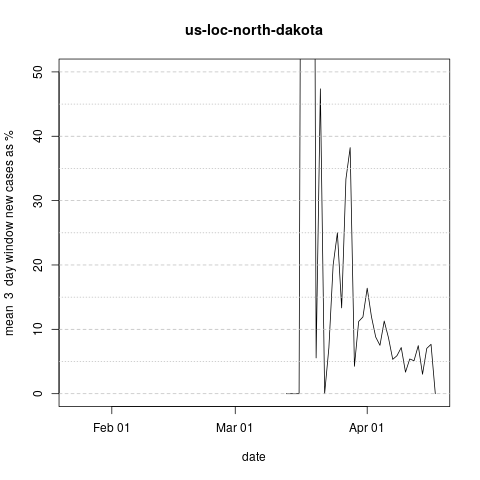 us-loc-north-dakota
mean 3 day window new cases as %
50
40
30
20
10
0
Feb 01
Mar 01
Apr 01
date